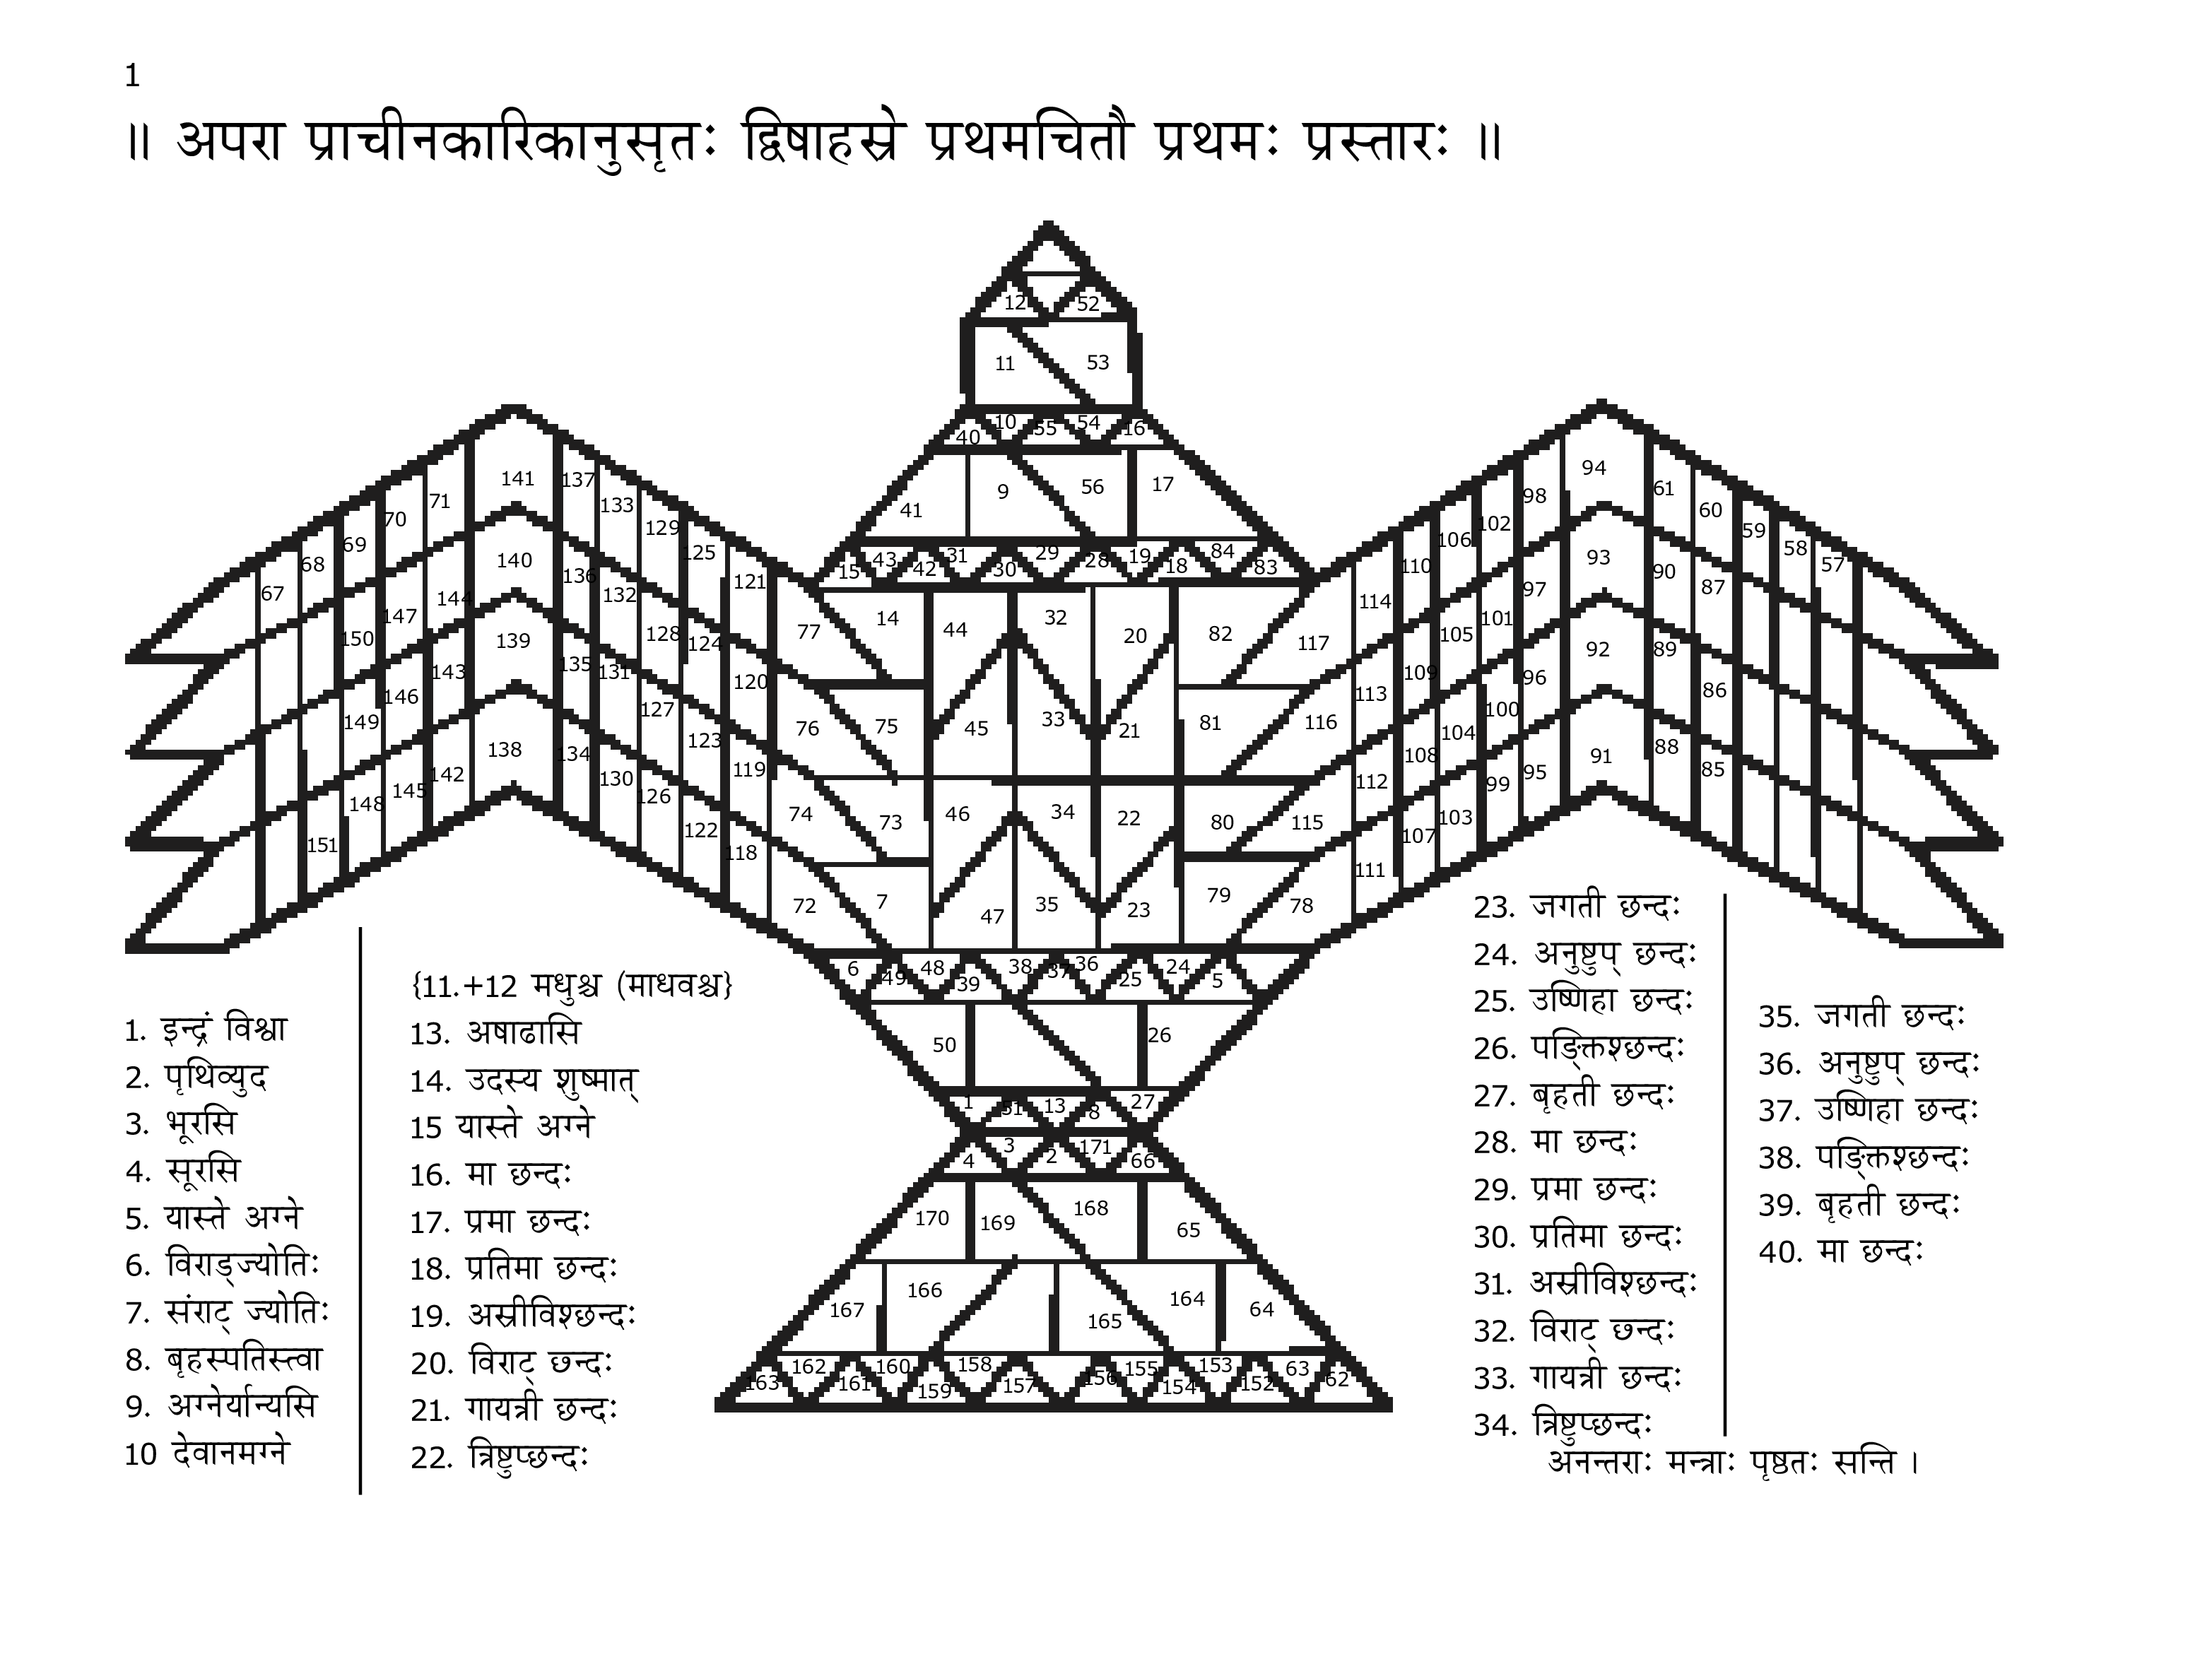 1
॥ अपरा प्राचीनकारिकानुसृतः द्विषाहस्रे प्रथमचितौ प्रथमः प्रस्तारः ॥
12 52
11 53
40 10 55 54 16
41 9 56 17
15 43 42 31 30 29 28 19 18 84 83
67 68 69 70 71 141 137 133 129 125 121
150 147 144 140 136 132 128 124 120
149 146 143 139 135 131 127 123 119
151 148 145 142 138 134 130 126 122 118
77 14 44 32 20 82 117
76 75 45 33 21 81 116
74 73 46 34 22 80 115
72 7 47 35 23 79 78
114 110 106 102 98 94 61 60 59 58 57
113 109 105 101 97 93 90 87
112 108 104 100 96 92 89 86
111 107 103 99 95 91 88 85
6 49 48 39 38 37 36 25 24 5
50 26
1 51 13 8 27
4 3 2 171 66
170 169 168 65
167 166 165 164 64
163 162 161 160 159 158 157 156 155 154 153 152 63 62
1. इन्द्रं विश्वा
2. पृथिव्युद
3. भूरसि
4. सूरसि
5. यास्ते अग्ने
6. विराड्ज्योतिः
7. संराट् ज्योतिः
8. बृहस्पतिस्त्वा
9. अग्नेर्यान्यसि
10 देवानमग्ने
{11.+12 मधुश्च (माधवश्च}
13. अषाढासि
14. उदस्य शुष्मात्
15 यास्ते अग्ने
16. मा छन्दः
17. प्रमा छन्दः
18. प्रतिमा छन्दः
19. अस्रीविश्छन्दः
20. विराट् छन्दः
21. गायत्री छन्दः
22. त्रिष्टुप्छन्दः
23. जगती छन्दः
24. अनुष्टुप् छन्दः
25. उष्णिहा छन्दः
26. पङ्क्तिश्छन्दः
27. बृहती छन्दः
28. मा छन्दः
29. प्रमा छन्दः
30. प्रतिमा छन्दः
31. अस्रीविश्छन्दः
32. विराट् छन्दः
33. गायत्री छन्दः
34. त्रिष्टुप्छन्दः
35. जगती छन्दः
36. अनुष्टुप् छन्दः
37. उष्णिहा छन्दः
38. पङ्क्तिश्छन्दः
39. बृहती छन्दः
40. मा छन्दः
अनन्तराः मन्त्राः पृष्ठतः सन्ति ।